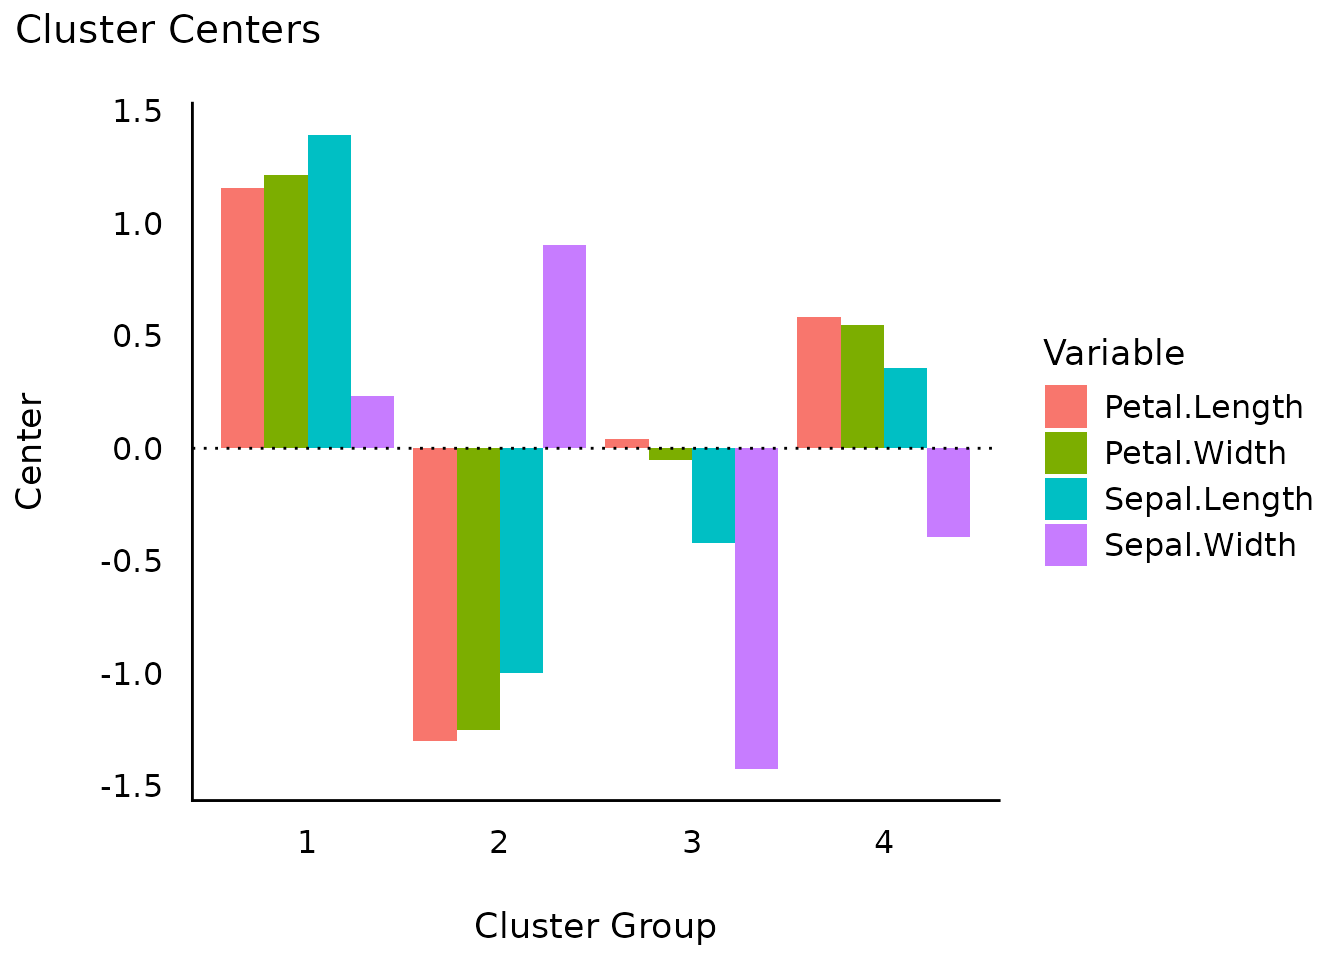 Cluster Centers
1.5
1.0
0.5
0.0
-0.5
-1.0
-1.5
Center
1 2 3 4
Cluster Group
Variable
Petal.Length
Petal.Width
Sepal.Length
Sepal.Width